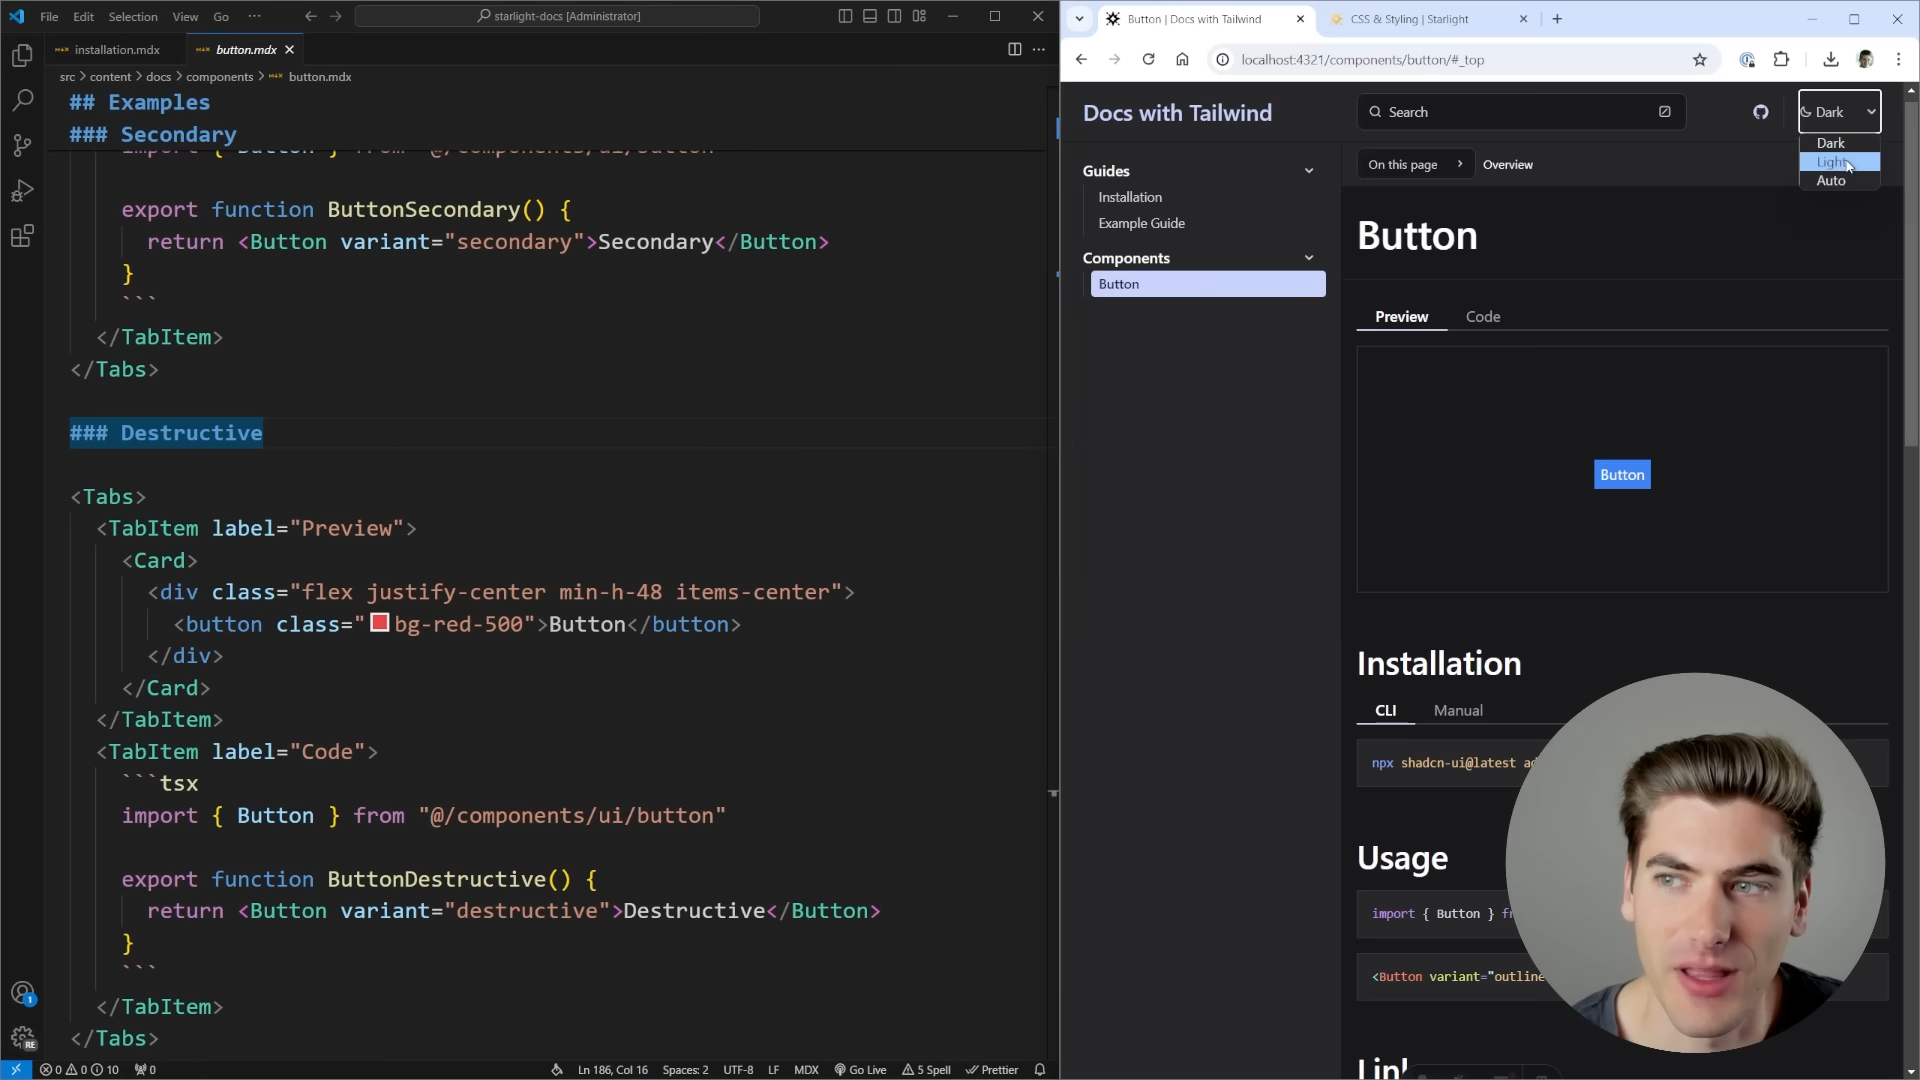 File Edit Selection View Go ··· starlight-docs [Administrator]
installation.mdx button.mdx
src > content > docs > components > button.mdx
## Examples
### Secondary
export function ButtonSecondary() {
return <Button variant="secondary">Secondary</Button>
}
```
</TabItem>
</Tabs>
### Destructive
<Tabs>
<TabItem label="Preview">
<Card>
<div class="flex justify-center min-h-48 items-center">
<button class="bg-red-500">Button</button>
</div>
</Card>
</TabItem>
<TabItem label="Code">
```tsx
import { Button } from "@/components/ui/button"
export function ButtonDestructive() {
return <Button variant="destructive">Destructive</Button>
}
```
</TabItem>
</Tabs>
1
RE
0 0 10 0 Ln 186, Col 16 Spaces: 2 UTF-8 LF MDX Go Live 5 Spell Prettier
Button | Docs with Tailwind CSS & Styling | Starlight
localhost:4321/components/button/#_top
Docs with Tailwind
Search
Dark
Dark
Light
Auto
Guides
Installation
Example Guide
Components
Button
On this page > Overview
Button
Preview Code
Button
Installation
CLI Manual
npx shadcn-ui@latest
Usage
import { Button }
<Button variant="outline